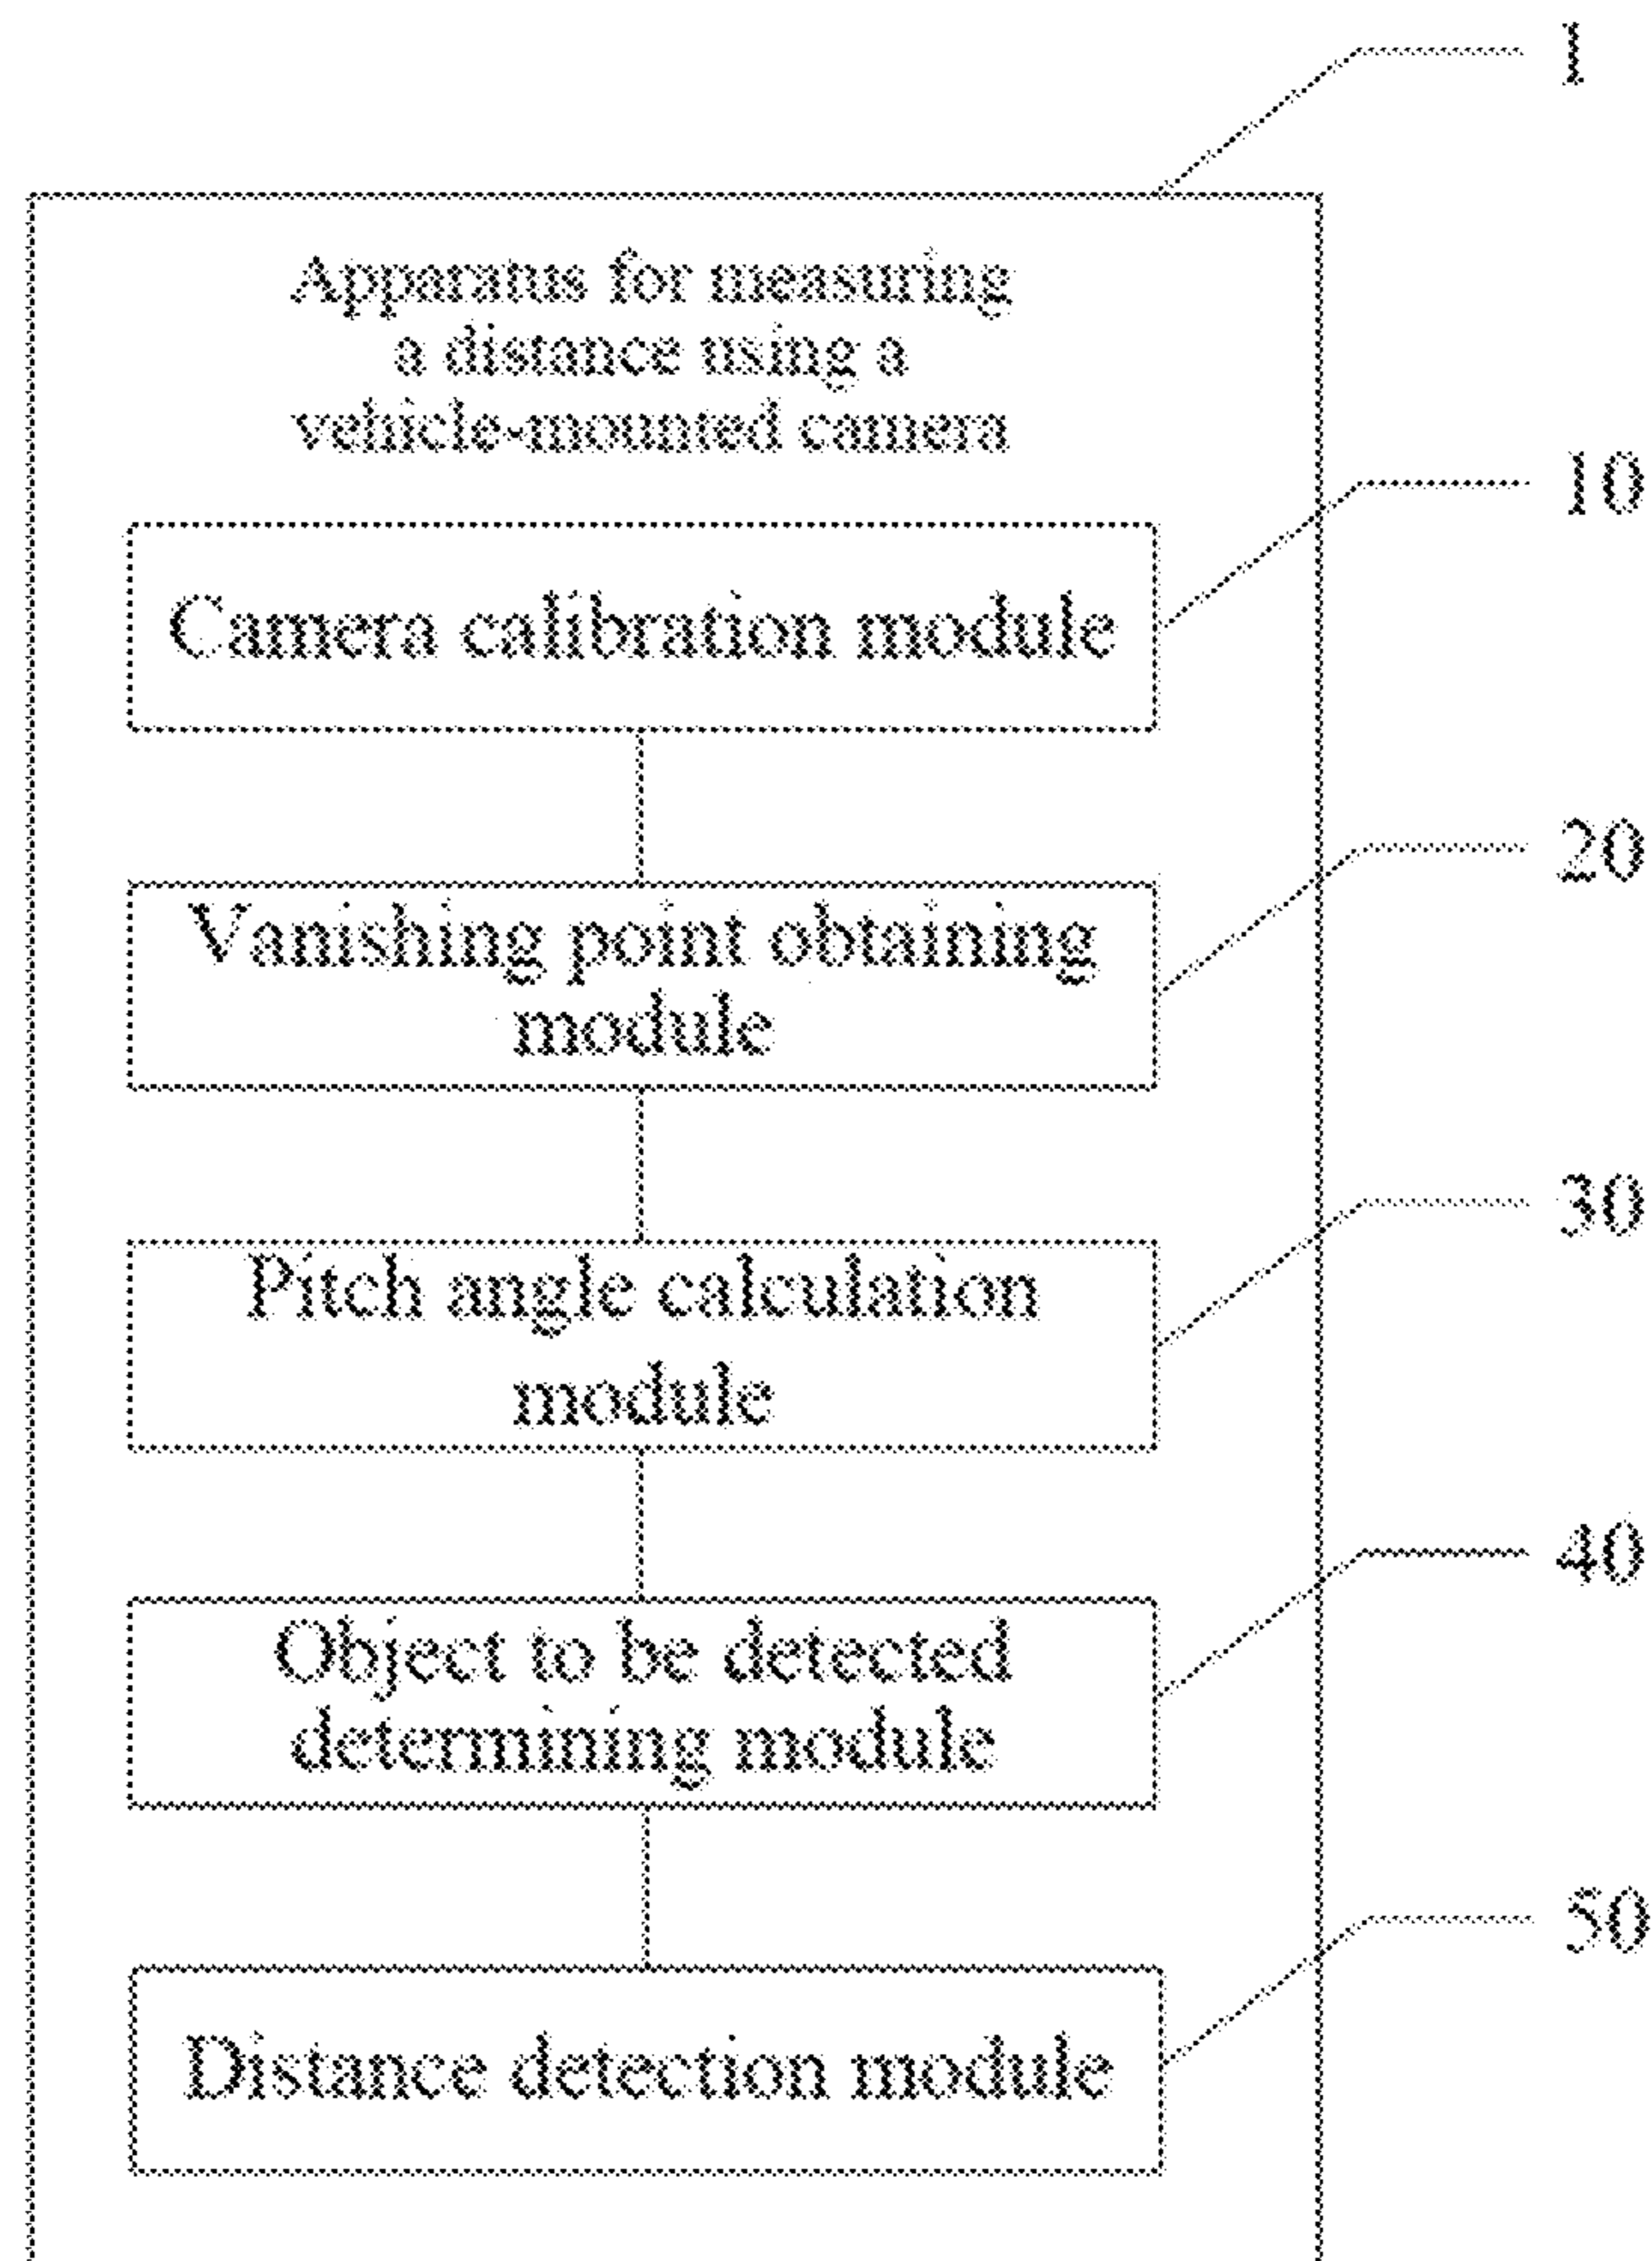 1
Apparatus for measuring
a distance using a
vehicle-mounted camera
10
Camera calibration module
20
Vanishing point obtaining
module
30
Pitch angle calculation
module
40
Object to be detected
determining module
50
Distance detection module